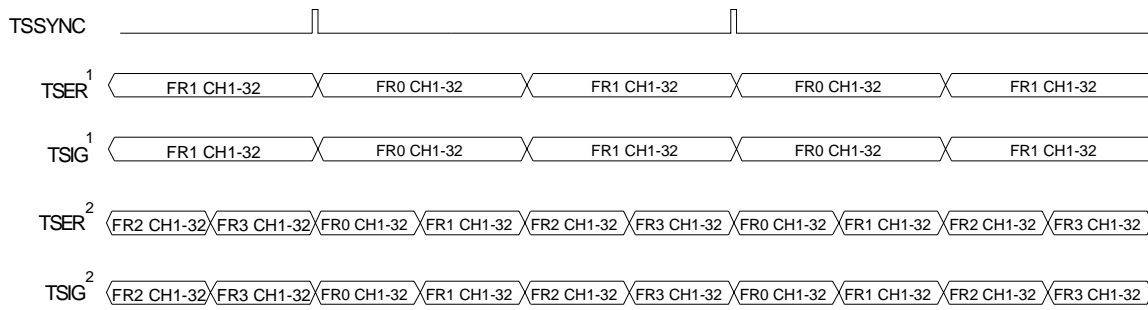 TSSYNC
TSER1 FR1 CH1-32 FR0 CH1-32 FR1 CH1-32 FR0 CH1-32 FR1 CH1-32
TSIG1 FR1 CH1-32 FR0 CH1-32 FR1 CH1-32 FR0 CH1-32 FR1 CH1-32
TSER2 FR2 CH1-32 FR3 CH1-32 FR0 CH1-32 FR1 CH1-32 FR2 CH1-32 FR3 CH1-32 FR0 CH1-32 FR1 CH1-32 FR2 CH1-32 FR3 CH1-32
TSIG2 FR2 CH1-32 FR3 CH1-32 FR0 CH1-32 FR1 CH1-32 FR2 CH1-32 FR3 CH1-32 FR0 CH1-32 FR1 CH1-32 FR2 CH1-32 FR3 CH1-32